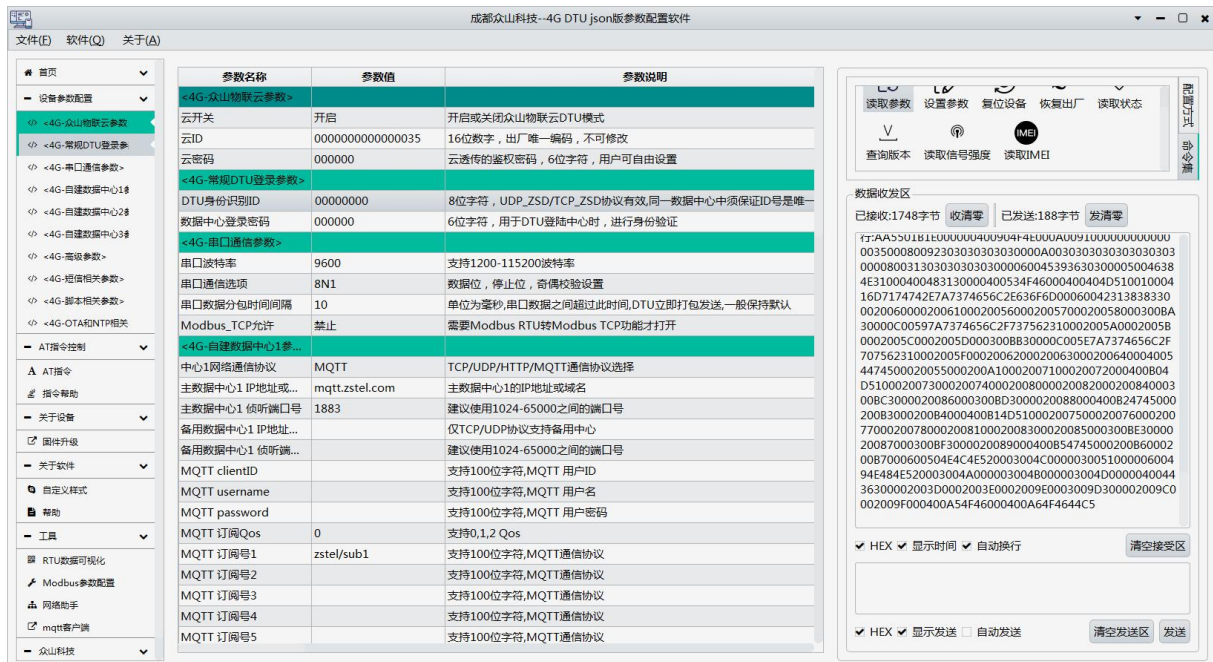 成都众山科技--4G DTU json版参数配置软件
文件(F) 软件(Q) 关于(A)
首页
设备参数配置
<4G-众山物联云参数
<4G-常规DTU登录参
<4G-串口通信参数>
<4G-自建数据中心1参
<4G-自建数据中心2参
<4G-自建数据中心3参
<4G-高级参数>
<4G-短信相关参数>
<4G-脚本相关参数>
<4G-OTA和NTP相关
AT指令控制
AT指令
指令帮助
关于设备
固件升级
关于软件
自定义样式
帮助
工具
RTU数据可视化
Modbus参数配置
网络助手
mqtt客户端
众山科技
参数名称 参数值 参数说明
<4G-众山物联云参数>
云开关 开启 开启或关闭众山物联云DTU模式
云ID 0000000000000035 16位数字，出厂唯一编码，不可修改
云密码 000000 云透传的鉴权密码，6位字符，用户可自由设置
<4G-常规DTU登录参数>
DTU身份识别ID 00000000 8位字符，UDP_ZSD/TCP_ZSD协议有效,同一数据中心中须保证ID号是唯一
数据中心登录密码 000000 6位字符，用于DTU登陆中心时，进行身份验证
<4G-串口通信参数>
串口波特率 9600 支持1200-115200波特率
串口通信选项 8N1 数据位，停止位，奇偶校验设置
串口数据分包时间间隔 10 单位为毫秒,串口数据之间超过此时间,DTU立即打包发送,一般保持默认
Modbus_TCP允许 禁止 需要Modbus RTU转Modbus TCP功能才打开
<4G-自建数据中心1参...
中心1网络通信协议 MQTT TCP/UDP/HTTP/MQTT通信协议选择
主数据中心1 IP地址或... mqtt.zstel.com 主数据中心1的IP地址或域名
主数据中心1 侦听端口号 1883 建议使用1024-65000之间的端口号
备用数据中心1 IP地址... 仅TCP/UDP协议支持备用中心
备用数据中心1 侦听端... 建议使用1024-65000之间的端口号
MQTT clientID 支持100位字符,MQTT 用户ID
MQTT username 支持100位字符,MQTT 用户名
MQTT password 支持100位字符,MQTT 用户密码
MQTT 订阅Qos 0 支持0,1,2 Qos
MQTT 订阅号1 zstel/sub1 支持100位字符,MQTT通信协议
MQTT 订阅号2 支持100位字符,MQTT通信协议
MQTT 订阅号3 支持100位字符,MQTT通信协议
MQTT 订阅号4 支持100位字符,MQTT通信协议
MQTT 订阅号5 支持100位字符,MQTT通信协议
读取参数 设置参数 复位设备 恢复出厂 读取状态
IMEI
查询版本 读取信号强度 读取IMEI
配置方式
命令集
数据收发区
已接收:1748字节 收清零 已发送:188字节 发清零
行:AA5501B1E000000400904F4E000A0091000000000000
003500080092303030303030000A0030303030303030303
00008003130303030303000060045393630300005004638
4E310004004831300004005 34F46000400404D510010004
16D7174742E7A7374656C2E636F6D00060042313838330
002006000020061000200560002005700020058000300BA
30000C00597A7374656C2F737562310002005A0002005B
0002005C0002005D000300BB30000C005E7A7374656C2F
707562310002005F0002006200020063000200640004005
44745000200550000200A10002007100020072000400B04
D510002007300020074000200800002008200020084 0003
00BC300002008600 0300BD3000020088000400B24745000
200B3000200B4000400B14D510002007500020076000200
770002007800020081000200830002008 5000300BE30000
20087000300BF3000020089000400B54745000200B60002
00B7000600504E4C4E520003004C0000030051000006004
94E484E520003004A000003004B000003004D0000040044
36300002003D0002003E0002009E0003009D300002009C0
002009F000400A54F46000400A64F4644C5
HEX 显示时间 自动换行 清空接受区
HEX 显示发送 自动发送 清空发送区 发送